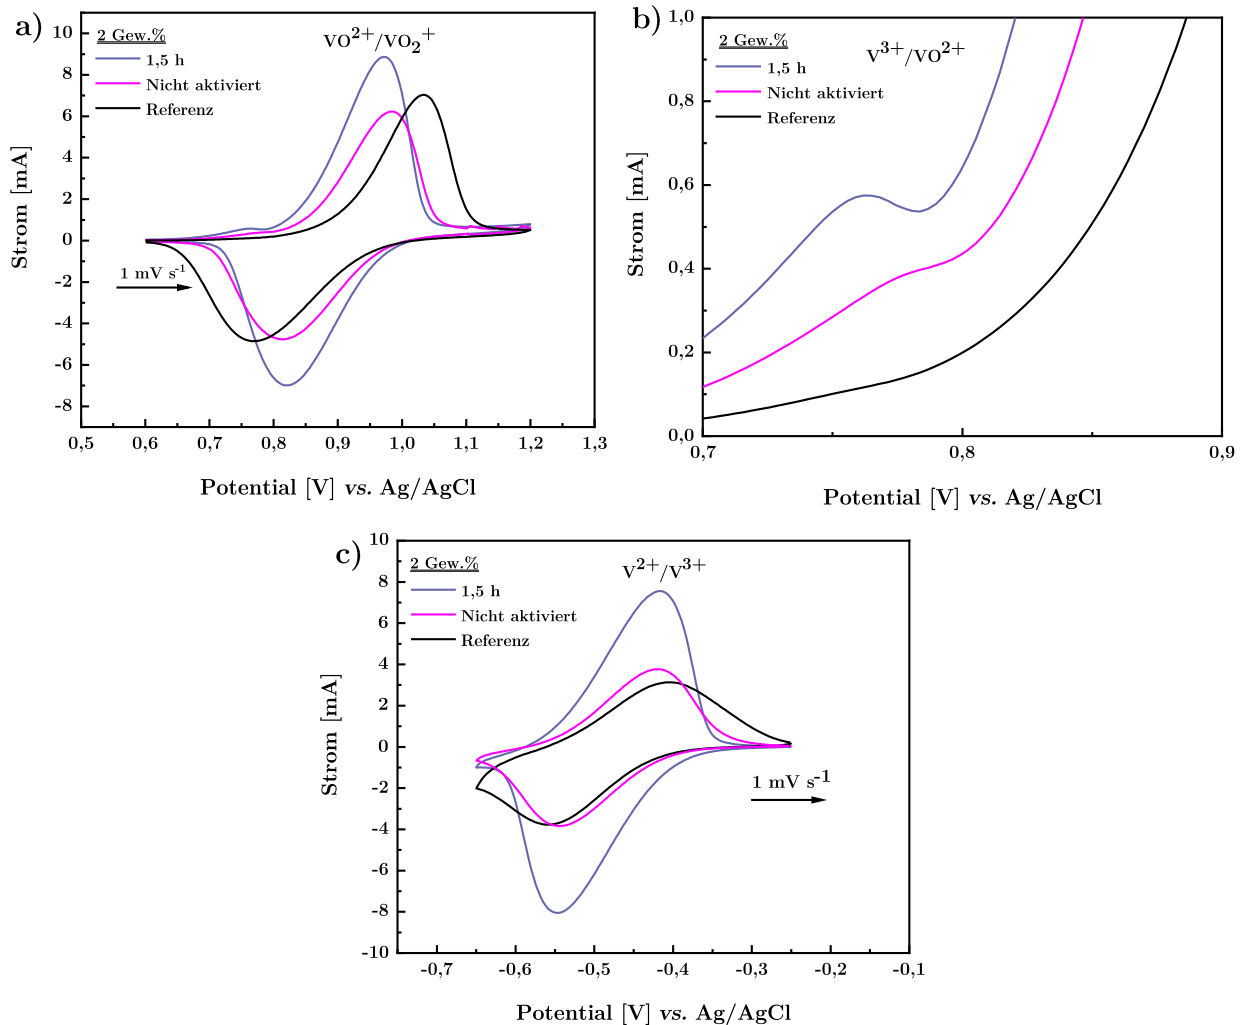 a)
2 Gew.%
1,5 h
Nicht aktiviert
Referenz
VO²⁺/VO₂⁺
1 mV s⁻¹
Strom [mA]
10
8
6
4
2
0
-2
-4
-6
-8
0,5 0,6 0,7 0,8 0,9 1,0 1,1 1,2 1,3
Potential [V] vs. Ag/AgCl
b)
2 Gew.%
1,5 h
Nicht aktiviert
Referenz
V³⁺/VO²⁺
Strom [mA]
1,0
0,8
0,6
0,4
0,2
0,0
0,7 0,8 0,9
Potential [V] vs. Ag/AgCl
c)
2 Gew.%
1,5 h
Nicht aktiviert
Referenz
V²⁺/V³⁺
1 mV s⁻¹
Strom [mA]
10
8
6
4
2
0
-2
-4
-6
-8
-10
-0,7 -0,6 -0,5 -0,4 -0,3 -0,2 -0,1
Potential [V] vs. Ag/AgCl